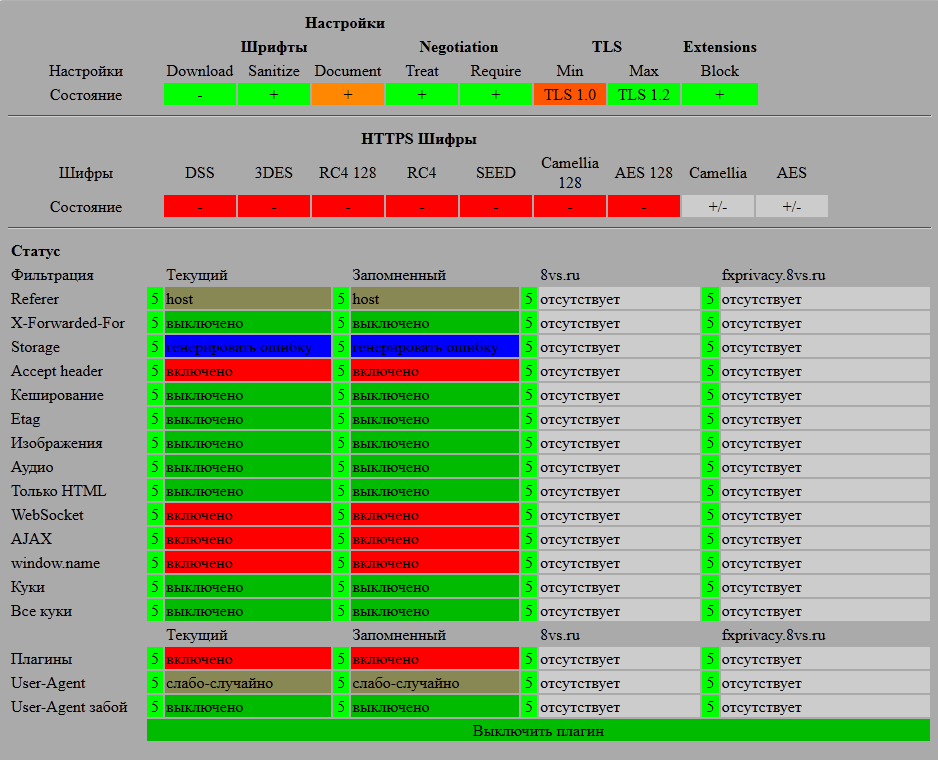 Настройки
Шрифты Negotiation TLS Extensions
Настройки Download Sanitize Document Treat Require Min Max Block
Состояние - + + + + TLS 1.0 TLS 1.2 +
HTTPS Шифры
Шифры DSS 3DES RC4 128 RC4 SEED Camellia 128 AES 128 Camellia AES
Состояние - - - - - - - +/- +/-
Статус
Фильтрация Текущий Запомненный 8vs.ru fxprivacy.8vs.ru
Referer 5 host 5 host 5 отсутствует 5 отсутствует
X-Forwarded-For 5 выключено 5 выключено 5 отсутствует 5 отсутствует
Storage 5 генерировать ошибку 5 генерировать ошибку 5 отсутствует 5 отсутствует
Accept header 5 включено 5 включено 5 отсутствует 5 отсутствует
Кеширование 5 выключено 5 выключено 5 отсутствует 5 отсутствует
Etag 5 выключено 5 выключено 5 отсутствует 5 отсутствует
Изображения 5 выключено 5 выключено 5 отсутствует 5 отсутствует
Аудио 5 выключено 5 выключено 5 отсутствует 5 отсутствует
Только HTML 5 выключено 5 выключено 5 отсутствует 5 отсутствует
WebSocket 5 включено 5 включено 5 отсутствует 5 отсутствует
AJAX 5 включено 5 включено 5 отсутствует 5 отсутствует
window.name 5 включено 5 включено 5 отсутствует 5 отсутствует
Куки 5 выключено 5 выключено 5 отсутствует 5 отсутствует
Все куки 5 выключено 5 выключено 5 отсутствует 5 отсутствует
Текущий Запомненный 8vs.ru fxprivacy.8vs.ru
Плагины 5 включено 5 включено 5 отсутствует 5 отсутствует
User-Agent 5 слабо-случайно 5 слабо-случайно 5 отсутствует 5 отсутствует
User-Agent забой 5 выключено 5 выключено 5 отсутствует 5 отсутствует
Выключить плагин